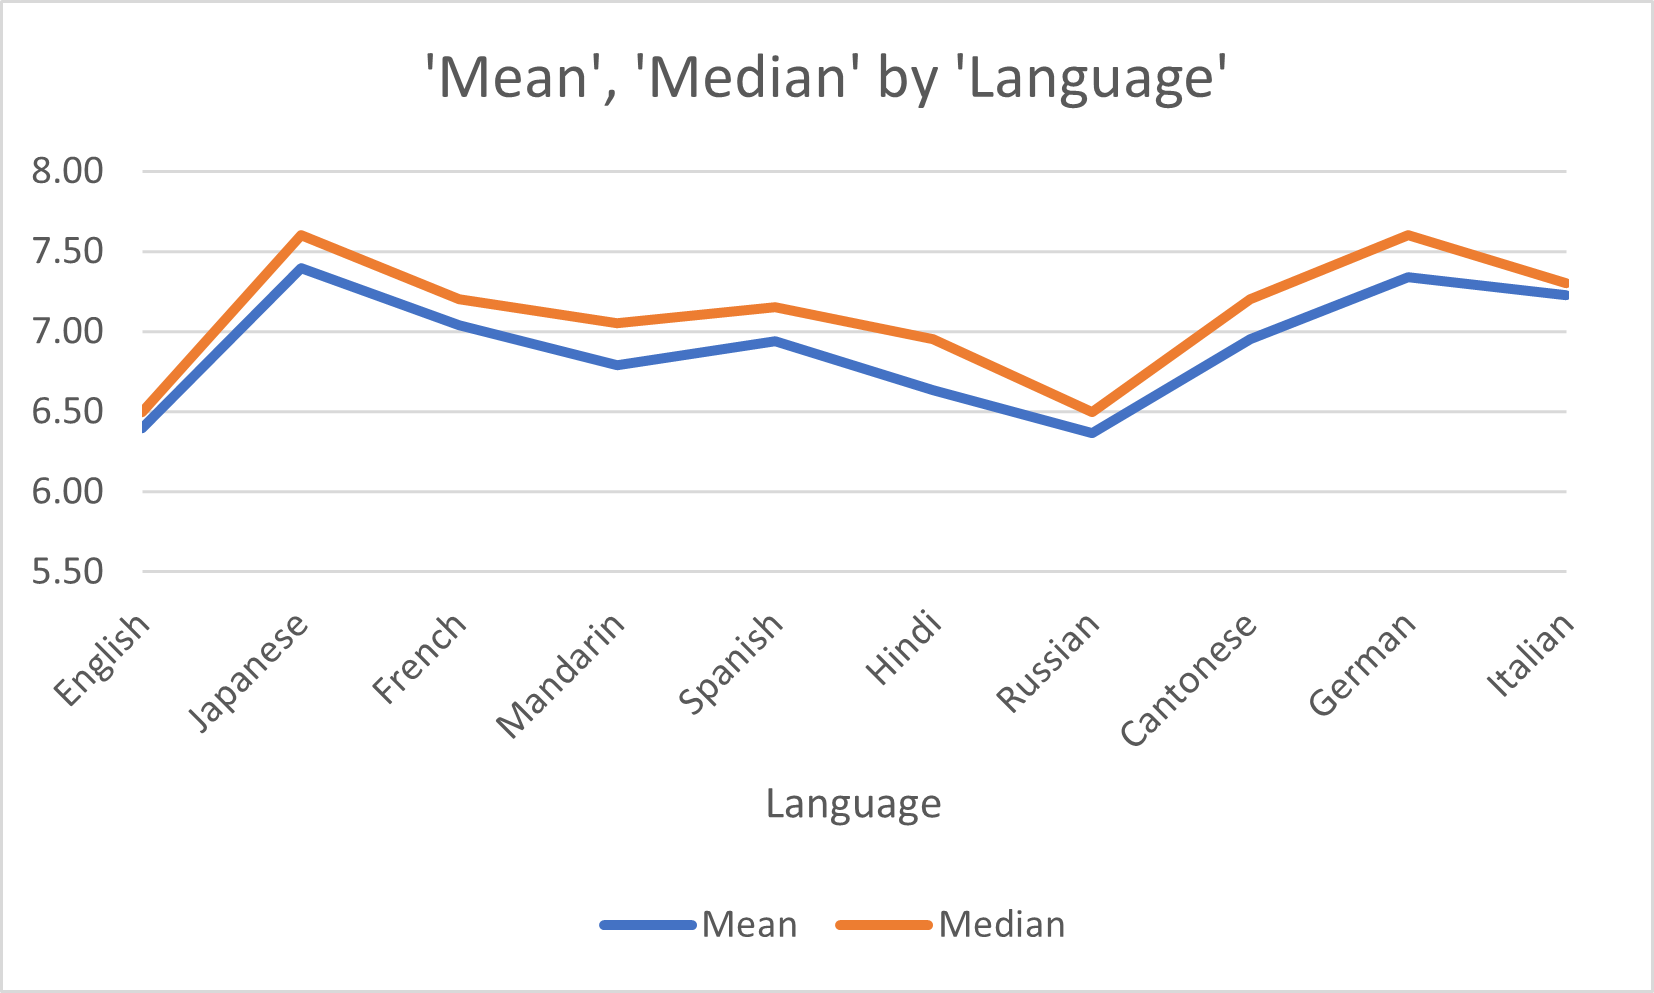 'Mean', 'Median' by 'Language'
8.00
7.50
7.00
6.50
6.00
5.50
English
Japanese
French
Mandarin
Spanish
Hindi
Russian
Cantonese
German
Italian
Language
Mean
Median